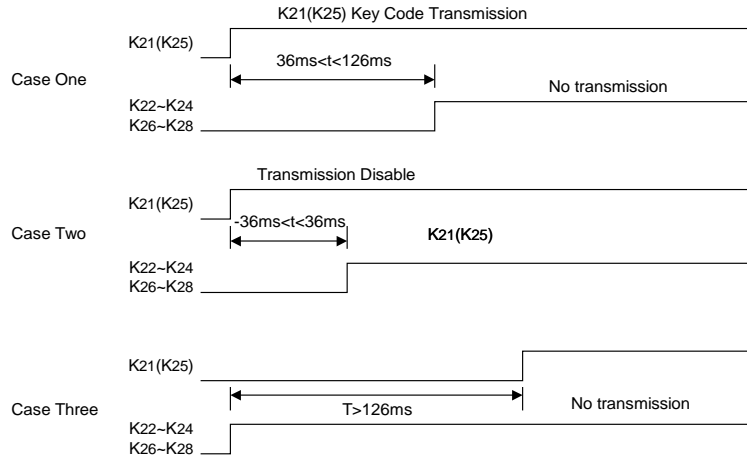 K21(K25) Key Code Transmission
K21(K25)
36ms<t<126ms
Case One
No transmission
K22~K24
K26~K28
Transmission Disable
K21(K25)
-36ms<t<36ms
Case Two
K21(K25)
K22~K24
K26~K28
K21(K25)
Case Three
T>126ms
No transmission
K22~K24
K26~K28